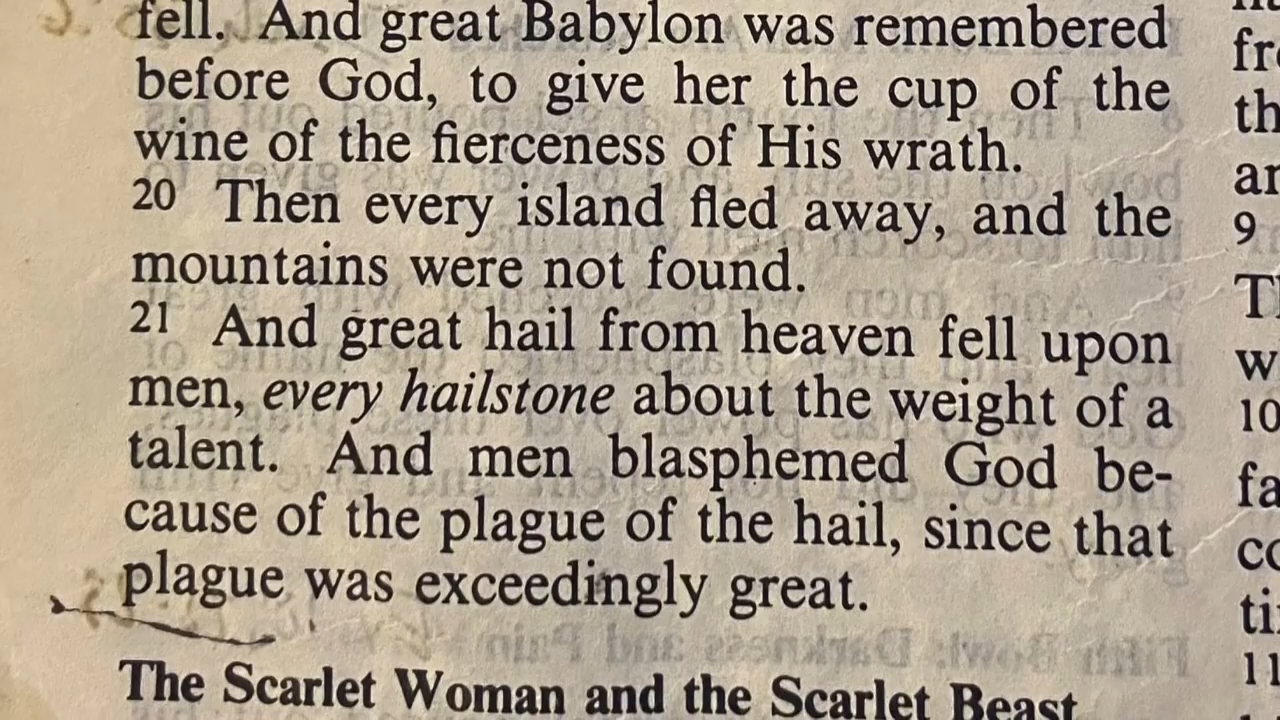 fell. And great Babylon was remembered
before God, to give her the cup of the
wine of the fierceness of His wrath.
20 Then every island fled away, and the
mountains were not found.
21 And great hail from heaven fell upon
men, every hailstone about the weight of a
talent. And men blasphemed God be-
cause of the plague of the hail, since that
plague was exceedingly great.
The Scarlet Woman and the Scarlet Beast
9
10
11